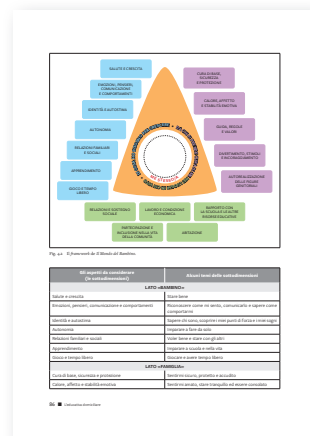 SALUTE E CRESCITA
EMOZIONI, PENSIERI,
COMUNICAZIONE
E COMPORTAMENTI
IDENTITÀ E AUTOSTIMA
AUTONOMIA
RELAZIONI FAMILIARI
E SOCIALI
APPRENDIMENTO
GIOCO E TEMPO
LIBERO
CURA DI BASE,
SICUREZZA
E PROTEZIONE
CALORE, AFFETTO
E STABILITÀ EMOTIVA
GUIDA, REGOLE
E VALORI
DIVERTIMENTO, STIMOLI
E INCORAGGIAMENTO
AUTOREALIZZAZIONE
DELLE FIGURE
GENITORIALI
RELAZIONI E SOSTEGNO
SOCIALE
LAVORO E CONDIZIONE
ECONOMICA
RAPPORTO CON
LA SCUOLA E LE ALTRE
RISORSE EDUCATIVE
PARTECIPAZIONE E
INCLUSIONE NELLA VITA
DELLA COMUNITÀ
ABITAZIONE
Il framework de Il Mondo del Bambino.
Gli aspetti da considerare
(le sottodimensioni)
Alcuni temi delle sottodimensioni
LATO «BAMBINO»
Salute e crescita
Stare bene
Emozioni, pensieri, comunicazione e comportamenti
Riconoscere come mi sento, comunicarlo e sapere come
comportarmi
Identità e autostima
Sapere chi sono, scoprire i miei punti di forza e i miei sogni
Autonomia
Imparare a fare da solo
Relazioni familiari e sociali
Voler bene e stare con gli altri
Apprendimento
Imparare a scuola e nella vita
Gioco e tempo libero
Giocare e avere tempo libero
LATO «FAMIGLIA»
Cura di base, sicurezza e protezione
Sentirsi sicuri, protetti e accuditi
Calore, affetto e stabilità emotiva
Sentirsi amato, stare tranquillo ed essere consolato